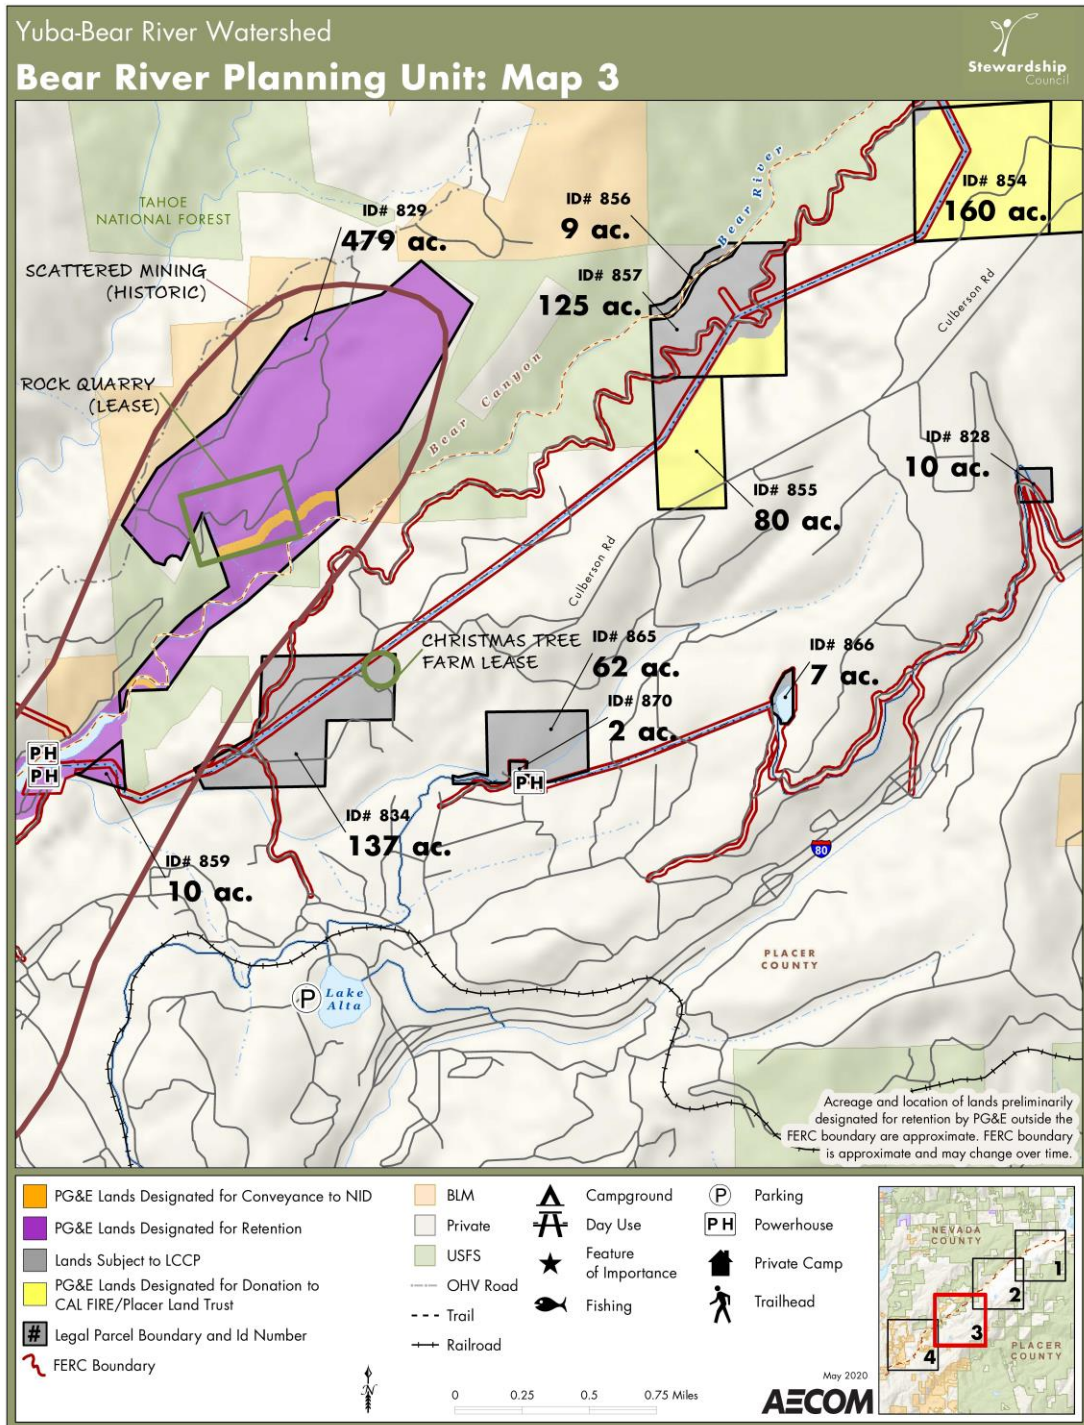 Yuba-Bear River Watershed
Bear River Planning Unit: Map 3
Stewardship
Council
TAHOE
NATIONAL FOREST
ID# 829
479 ac.
ID# 856
9 ac.
ID# 857
125 ac.
Bear River
ID# 854
160 ac.
SCATTERED MINING
(HISTORIC)
Culberson Rd
ROCK QUARRY
(LEASE)
Bear Canyon
ID# 828
10 ac.
ID# 855
80 ac.
Culberson Rd
CHRISTMAS TREE
FARM LEASE
ID# 865
62 ac.
ID# 866
7 ac.
ID# 870
2 ac.
PH
PH
PH
ID# 834
137 ac.
ID# 859
10 ac.
80
PLACER
COUNTY
P
Lake
Alta
Acreage and location of lands preliminarily
designated for retention by PG&E outside the
FERC boundary are approximate. FERC boundary
is approximate and may change over time.
PG&E Lands Designated for Conveyance to NID
PG&E Lands Designated for Retention
Lands Subject to LCCP
PG&E Lands Designated for Donation to
CAL FIRE/Placer Land Trust
# Legal Parcel Boundary and Id Number
FERC Boundary
BLM
Private
USFS
OHV Road
Trail
Railroad
Campground
Day Use
Feature
of Importance
Fishing
P Parking
PH Powerhouse
Private Camp
Trailhead
N
0 0.25 0.5 0.75 Miles
May 2020
AECOM
NEVADA
COUNTY
1
2
3
4
PLACER
COUNTY